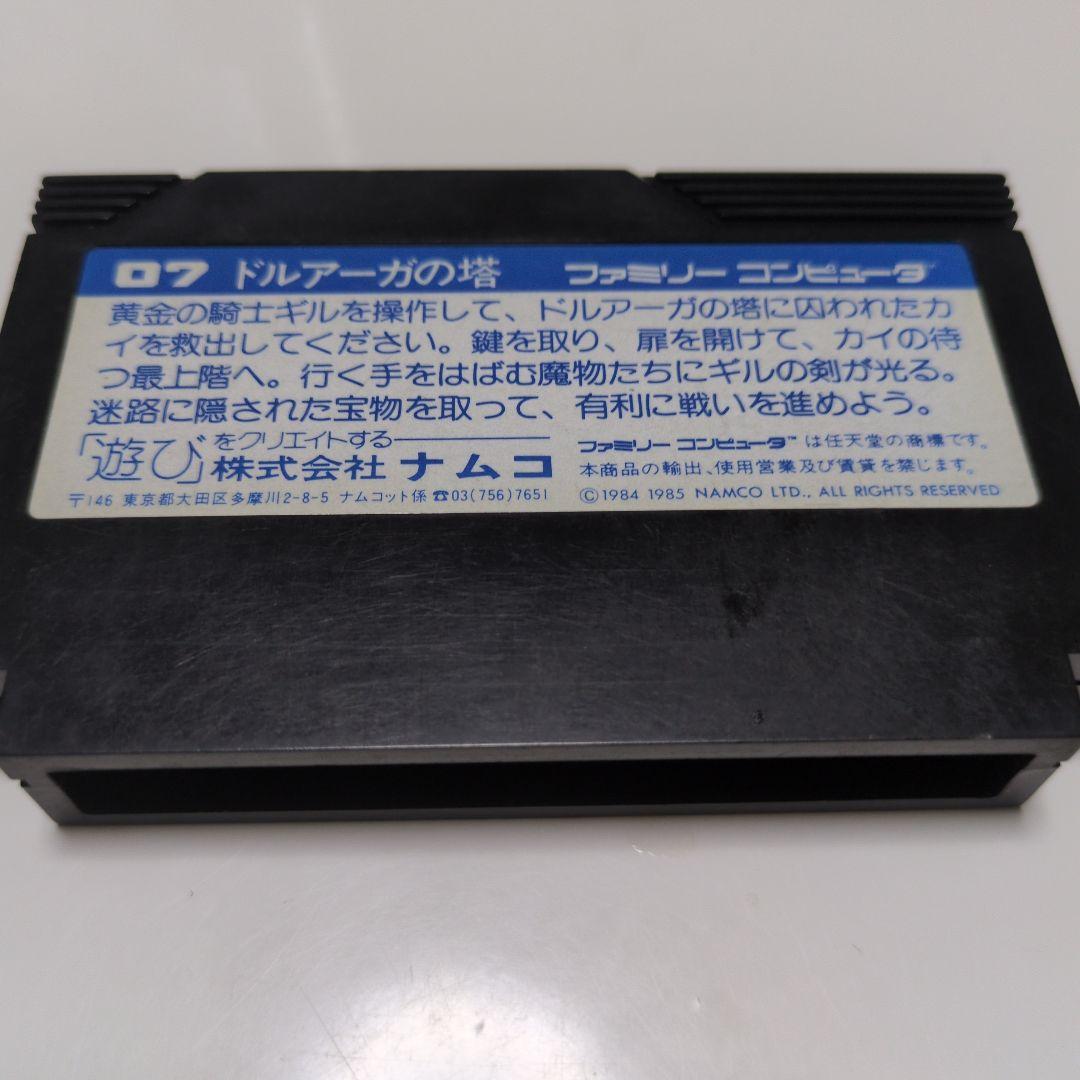 07 ドルアーガの塔 ファミリー コンピュータ™
黄金の騎士ギルを操作して、ドルアーガの塔に囚われたカ
イを救出してください。鍵を取り、扉を開けて、カイの待
つ最上階へ。行く手をはばむ魔物たちにギルの剣が光る。
迷路に隠された宝物を取って、有利に戦いを進めよう。
「遊び」をクリエイトする
株式会社 ナムコ
〒146 東京都大田区多摩川2-8-5 ナムコット係 ☎03(756)7651
ファミリー コンピュータ™ は任天堂の商標です。
本商品の輸出、使用営業及び賃貸を禁じます。
©1984 1985 NAMCO LTD., ALL RIGHTS RESERVED